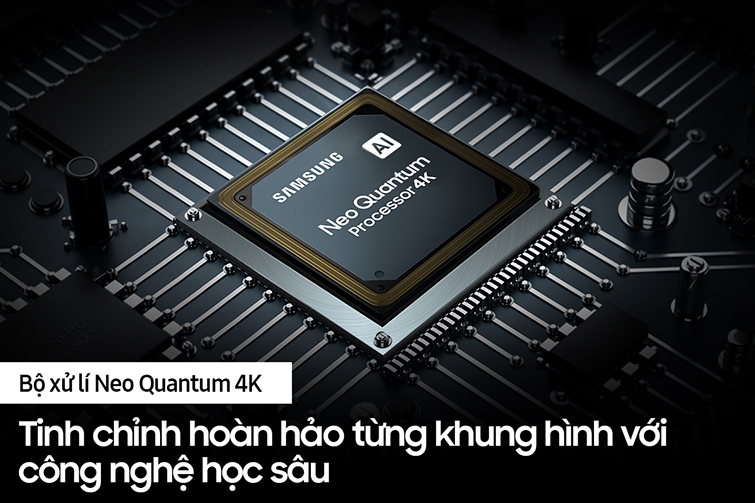 SAMSUNG
AI
Neo Quantum
Processor 4K
Bộ xử lí Neo Quantum 4K
Tinh chỉnh hoàn hảo từng khung hình với
công nghệ học sâu